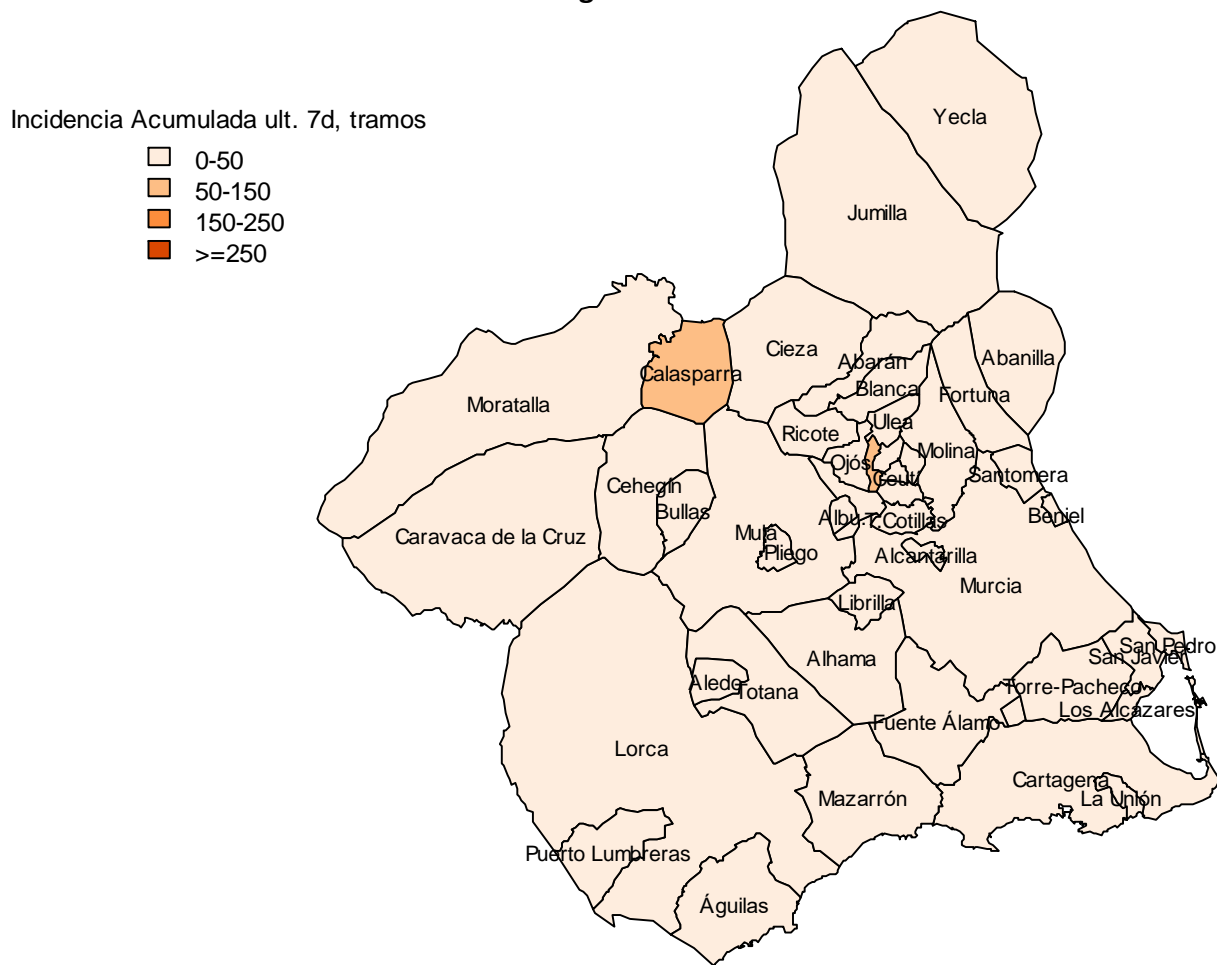 Incidencia Acumulada ult. 7d, tramos
0-50
50-150
150-250
>=250
Yecla
Jumilla
Cieza
Abarán
Abanilla
Calasparra
Blanca
Fortuna
Moratalla
Ulea
Ricote
Molina
Ojós
Santomera
Ceutí
Cehegín
Bullas
Albu.
T.Cotillas
Beniel
Caravaca de la Cruz
Mula
Pliego
Alcantarilla
Murcia
Librilla
San Pedro
San Javier
Alhama
Aledo
Totana
Torre-Pacheco
Los Alcázares
Fuente Álamo
Lorca
Cartagena
La Unión
Mazarrón
Puerto Lumbreras
Águilas